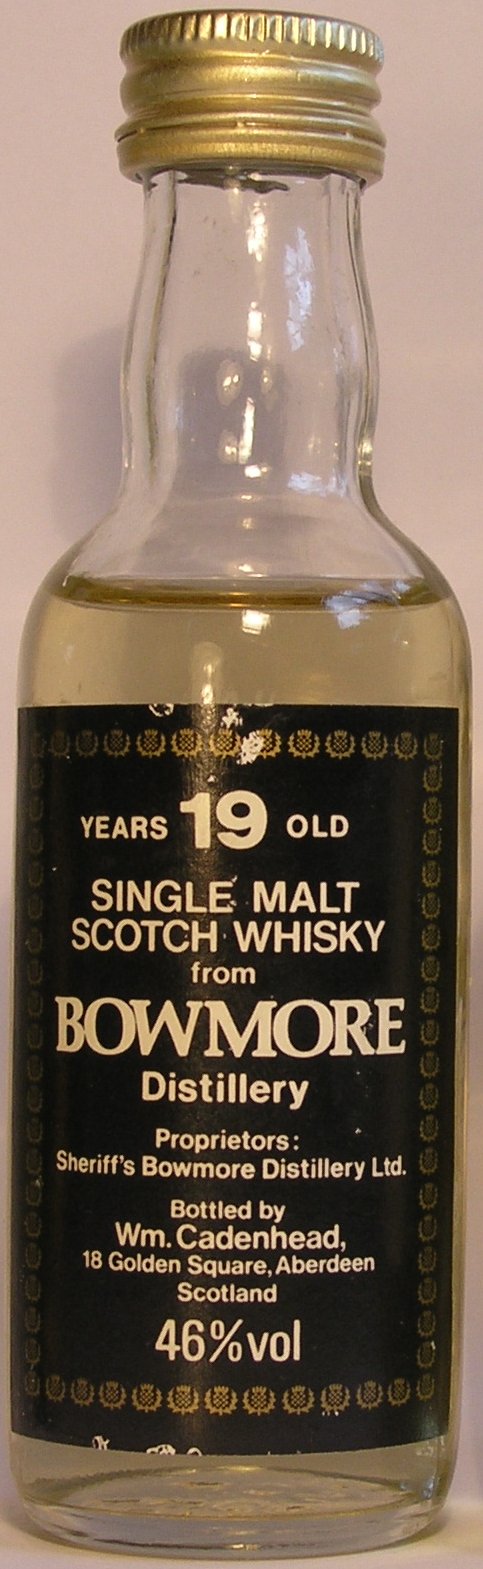 YEARS 19 OLD
SINGLE MALT
SCOTCH WHISKY
from
BOWMORE
Distillery
Proprietors:
Sheriff's Bowmore Distillery Ltd.
Bottled by
Wm. Cadenhead,
18 Golden Square, Aberdeen
Scotland
46%vol